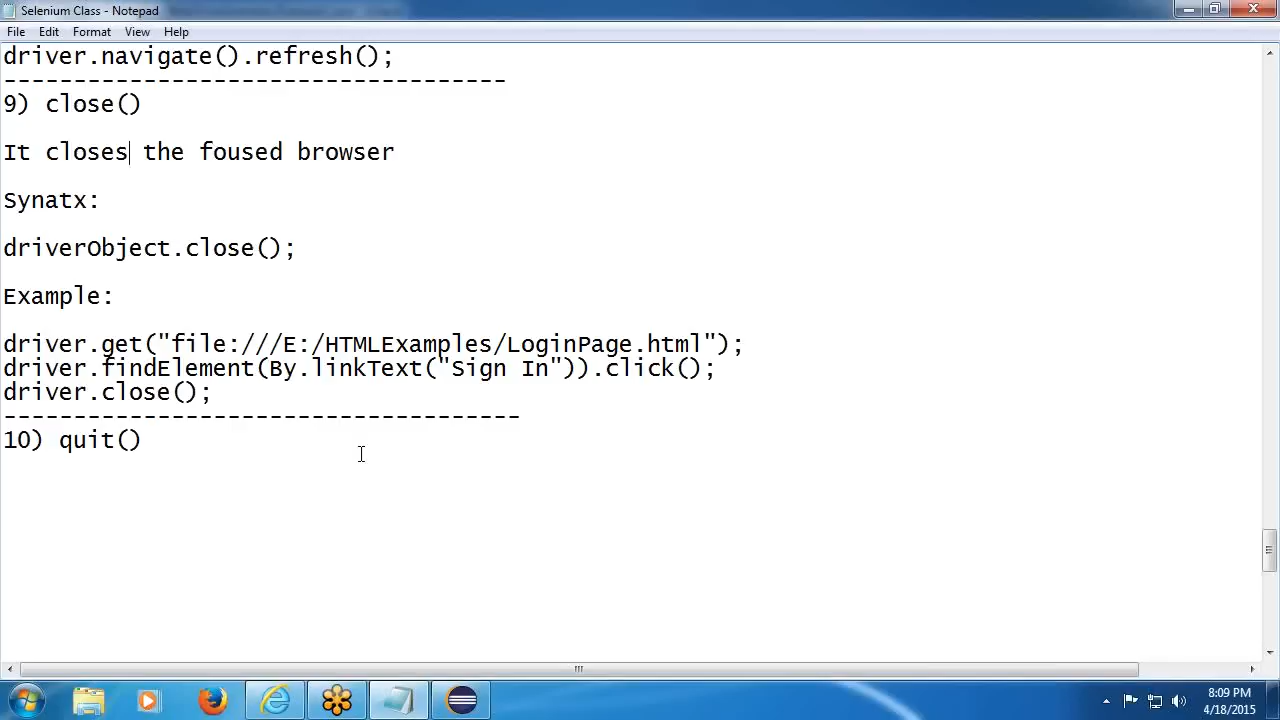 Selenium Class - Notepad
File Edit Format View Help
driver.navigate().refresh();
------------------------------------
9) close()
It closes the foused browser
Synatx:
driverObject.close();
Example:
driver.get("file:///E:/HTMLExamples/LoginPage.html");
driver.findElement(By.linkText("Sign In")).click();
driver.close();
-------------------------------------
10) quit()
8:09 PM
4/18/2015